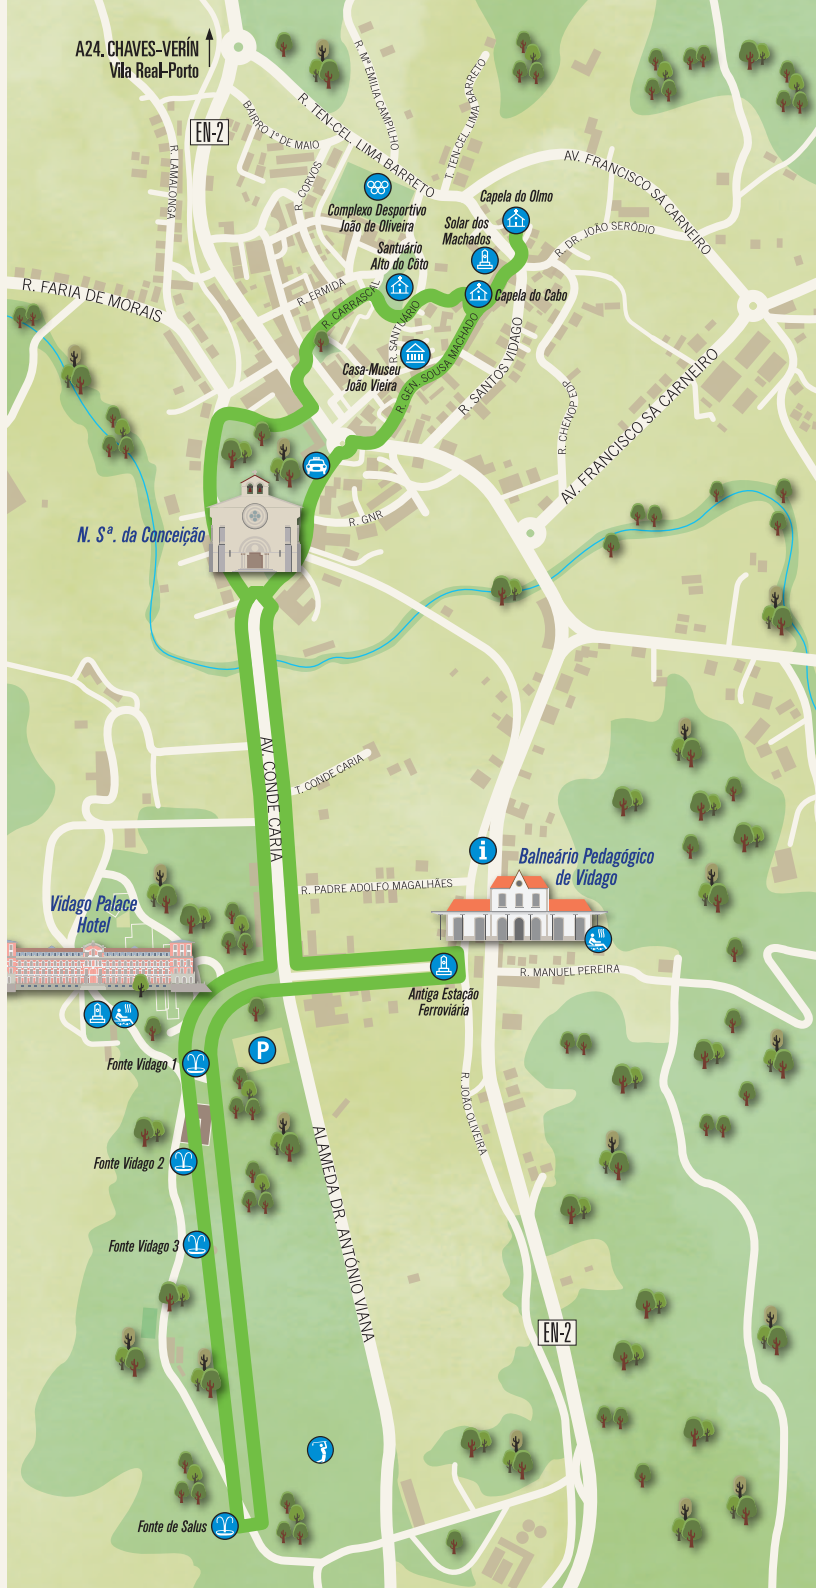 A24. CHAVES-VERÍN
Vila Real-Porto
EN-2
BAIRRO 1º DE MAIO
R. LAMALONGA
R. Mª EMILIA CAMPILHO
R. TEN-CEL. LIMA BARRETO
T. TEN-CEL. LIMA BARRETO
R. CORVOS
AV. FRANCISCO SÁ CARNEIRO
Complexo Desportivo
João de Oliveira
Capela do Olmo
Solar dos
Machados
R. DR. JOÃO SERÔDIO
Santuário
Alto do Côto
R. FARIA DE MORAIS
R. ERMIDA
R. CARRASCAL
Capela do Cabo
R. SANTUÁRIO
Casa-Museu
João Vieira
R. GEN. SOUSA MACHADO
R. SANTOS VIDAGO
R. CHENOP. EDP
AV. FRANCISCO SÁ CARNEIRO
R. GNR
N. Sª. da Conceição
AV. CONDE CARIA
T. CONDE CARIA
i
Balneário Pedagógico
de Vidago
R. PADRE ADOLFO MAGALHÃES
Vidago Palace
Hotel
R. MANUEL PEREIRA
Antiga Estação
Ferroviária
P
Fonte Vidago 1
R. JOÃO OLIVEIRA
Fonte Vidago 2
ALAMEDA DR. ANTÓNIO VIANA
Fonte Vidago 3
EN-2
Fonte de Salus